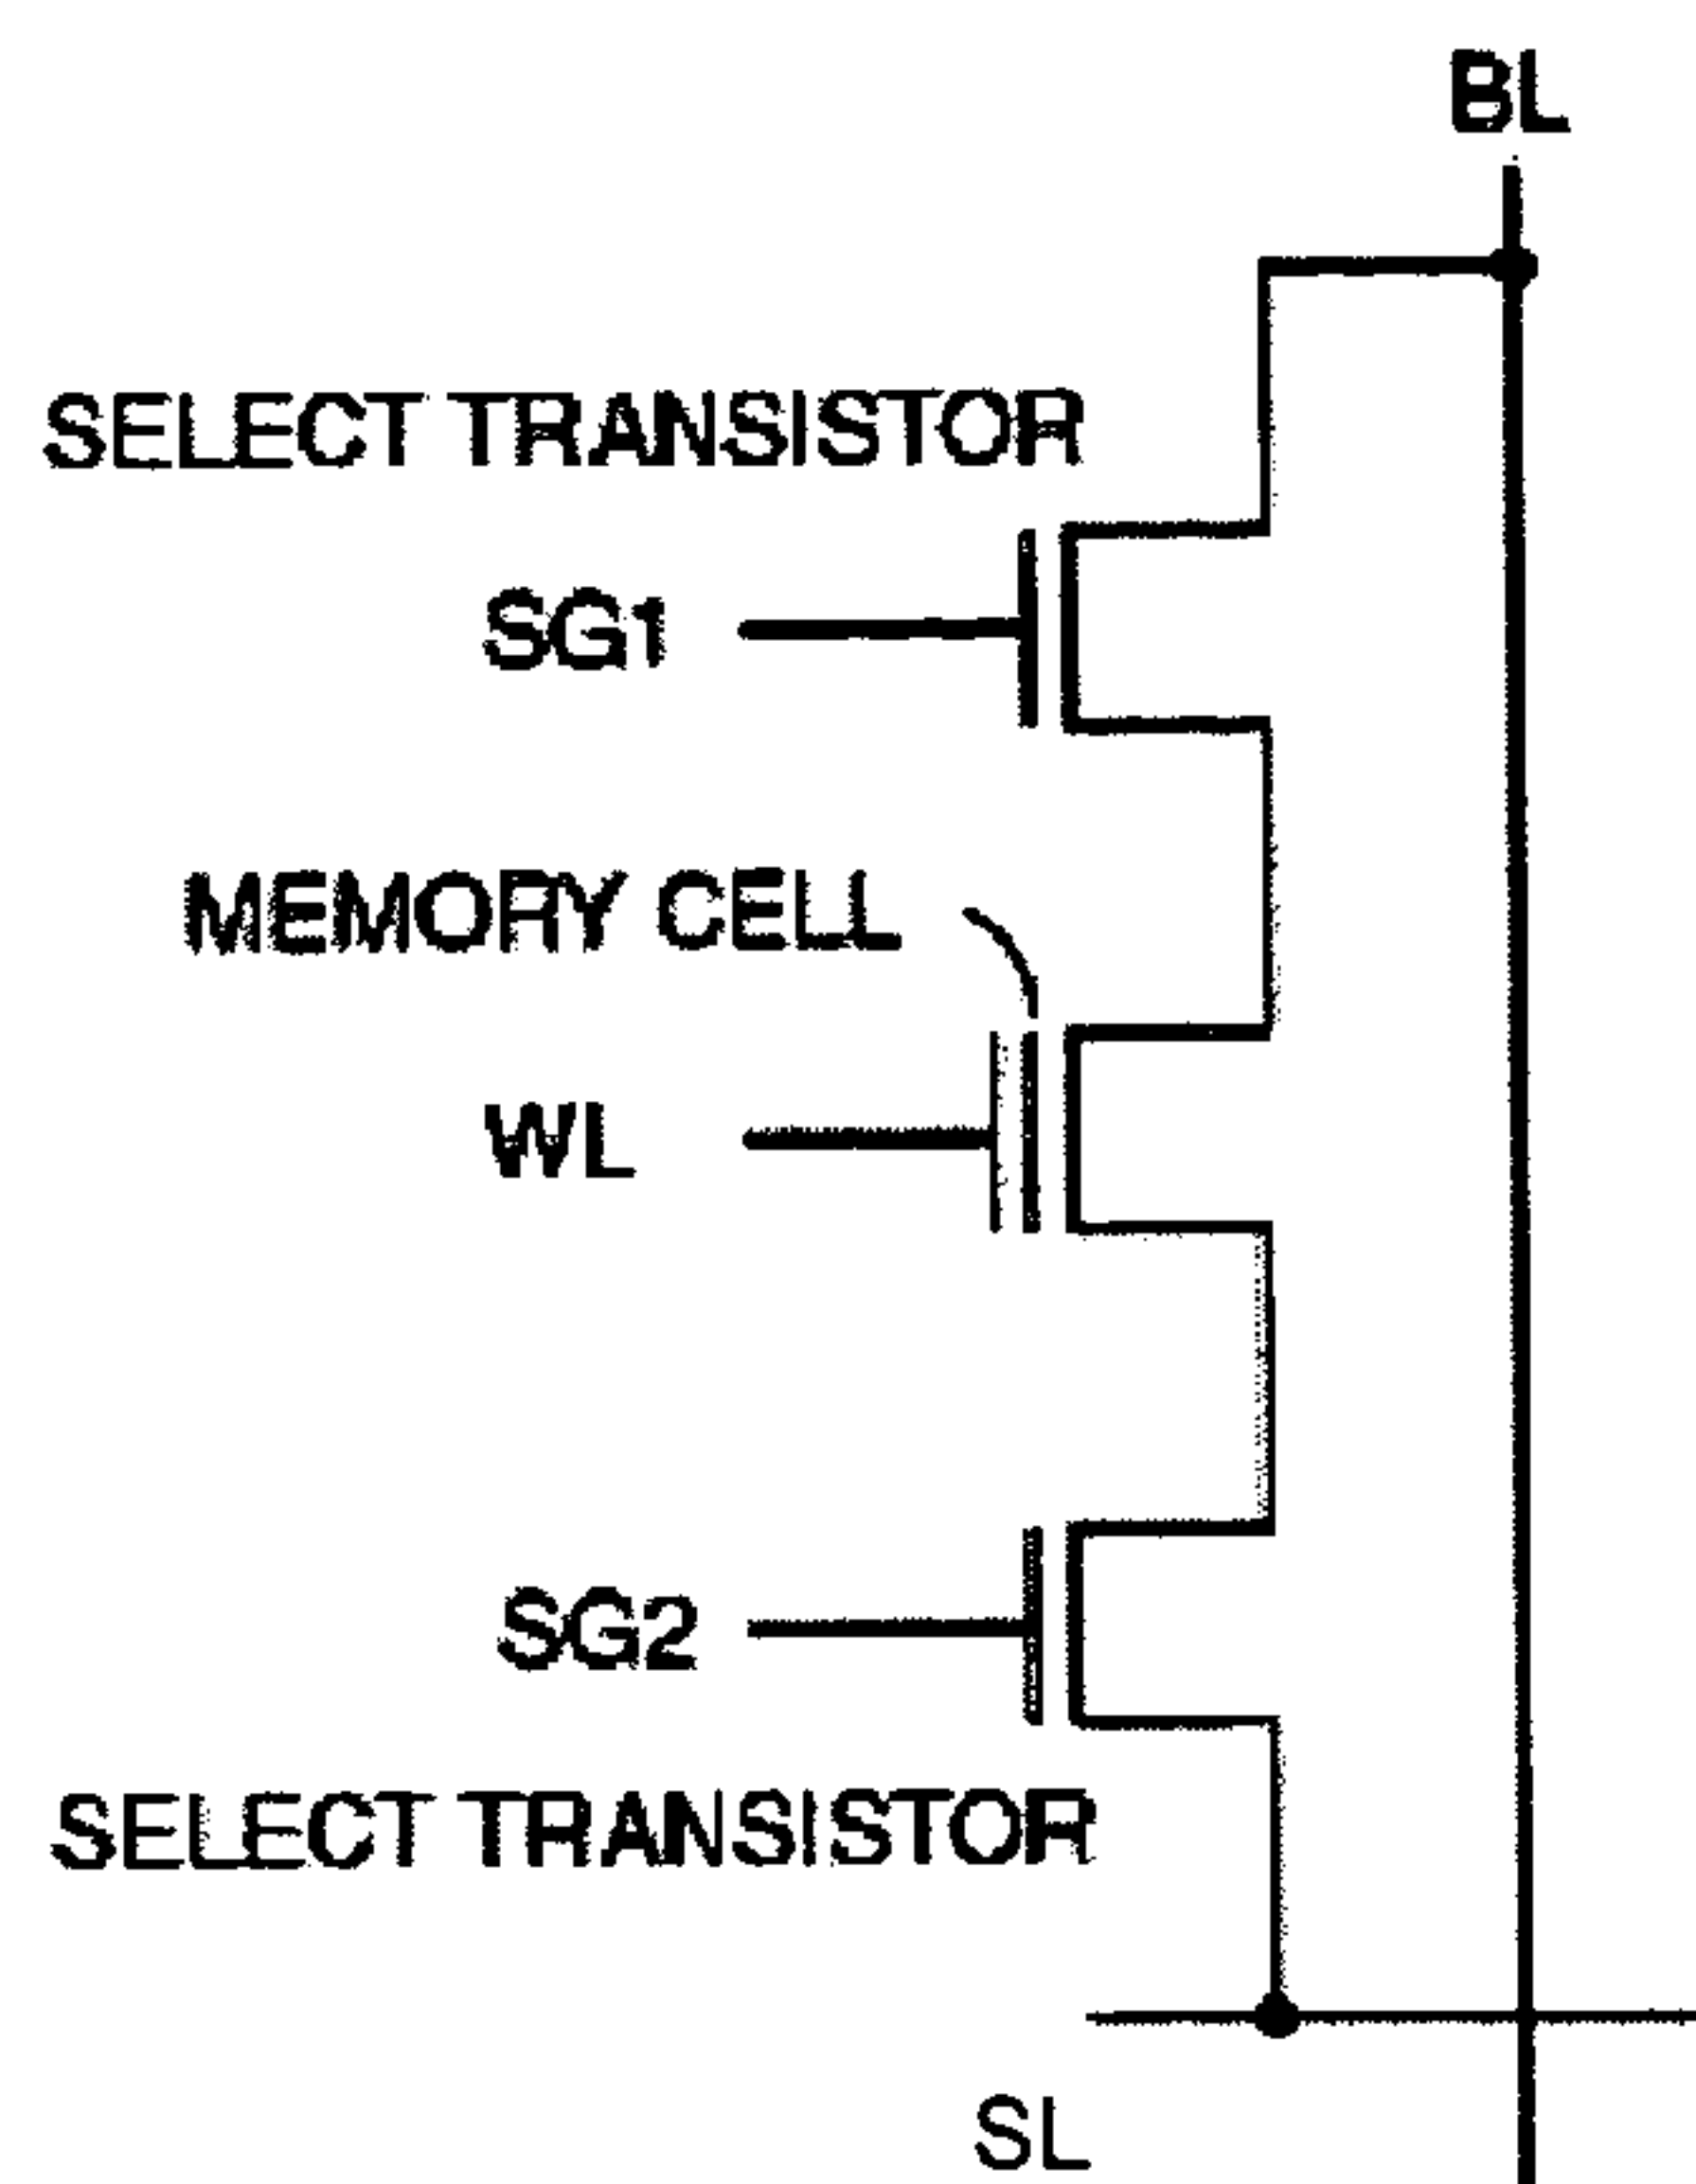 BL
SELECT TRANSISTOR
SG1
MEMORY CELL
WL
SG2
SELECT TRANSISTOR
SL